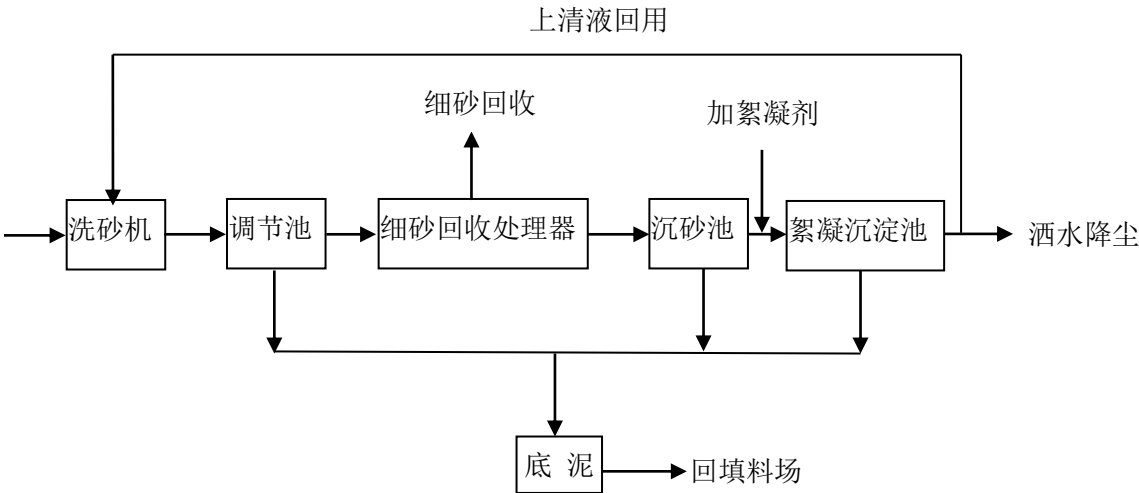 上清液回用
细砂回收
加絮凝剂
洗砂机
调节池
细砂回收处理器
沉砂池
絮凝沉淀池
洒水降尘
底 泥
回填料场